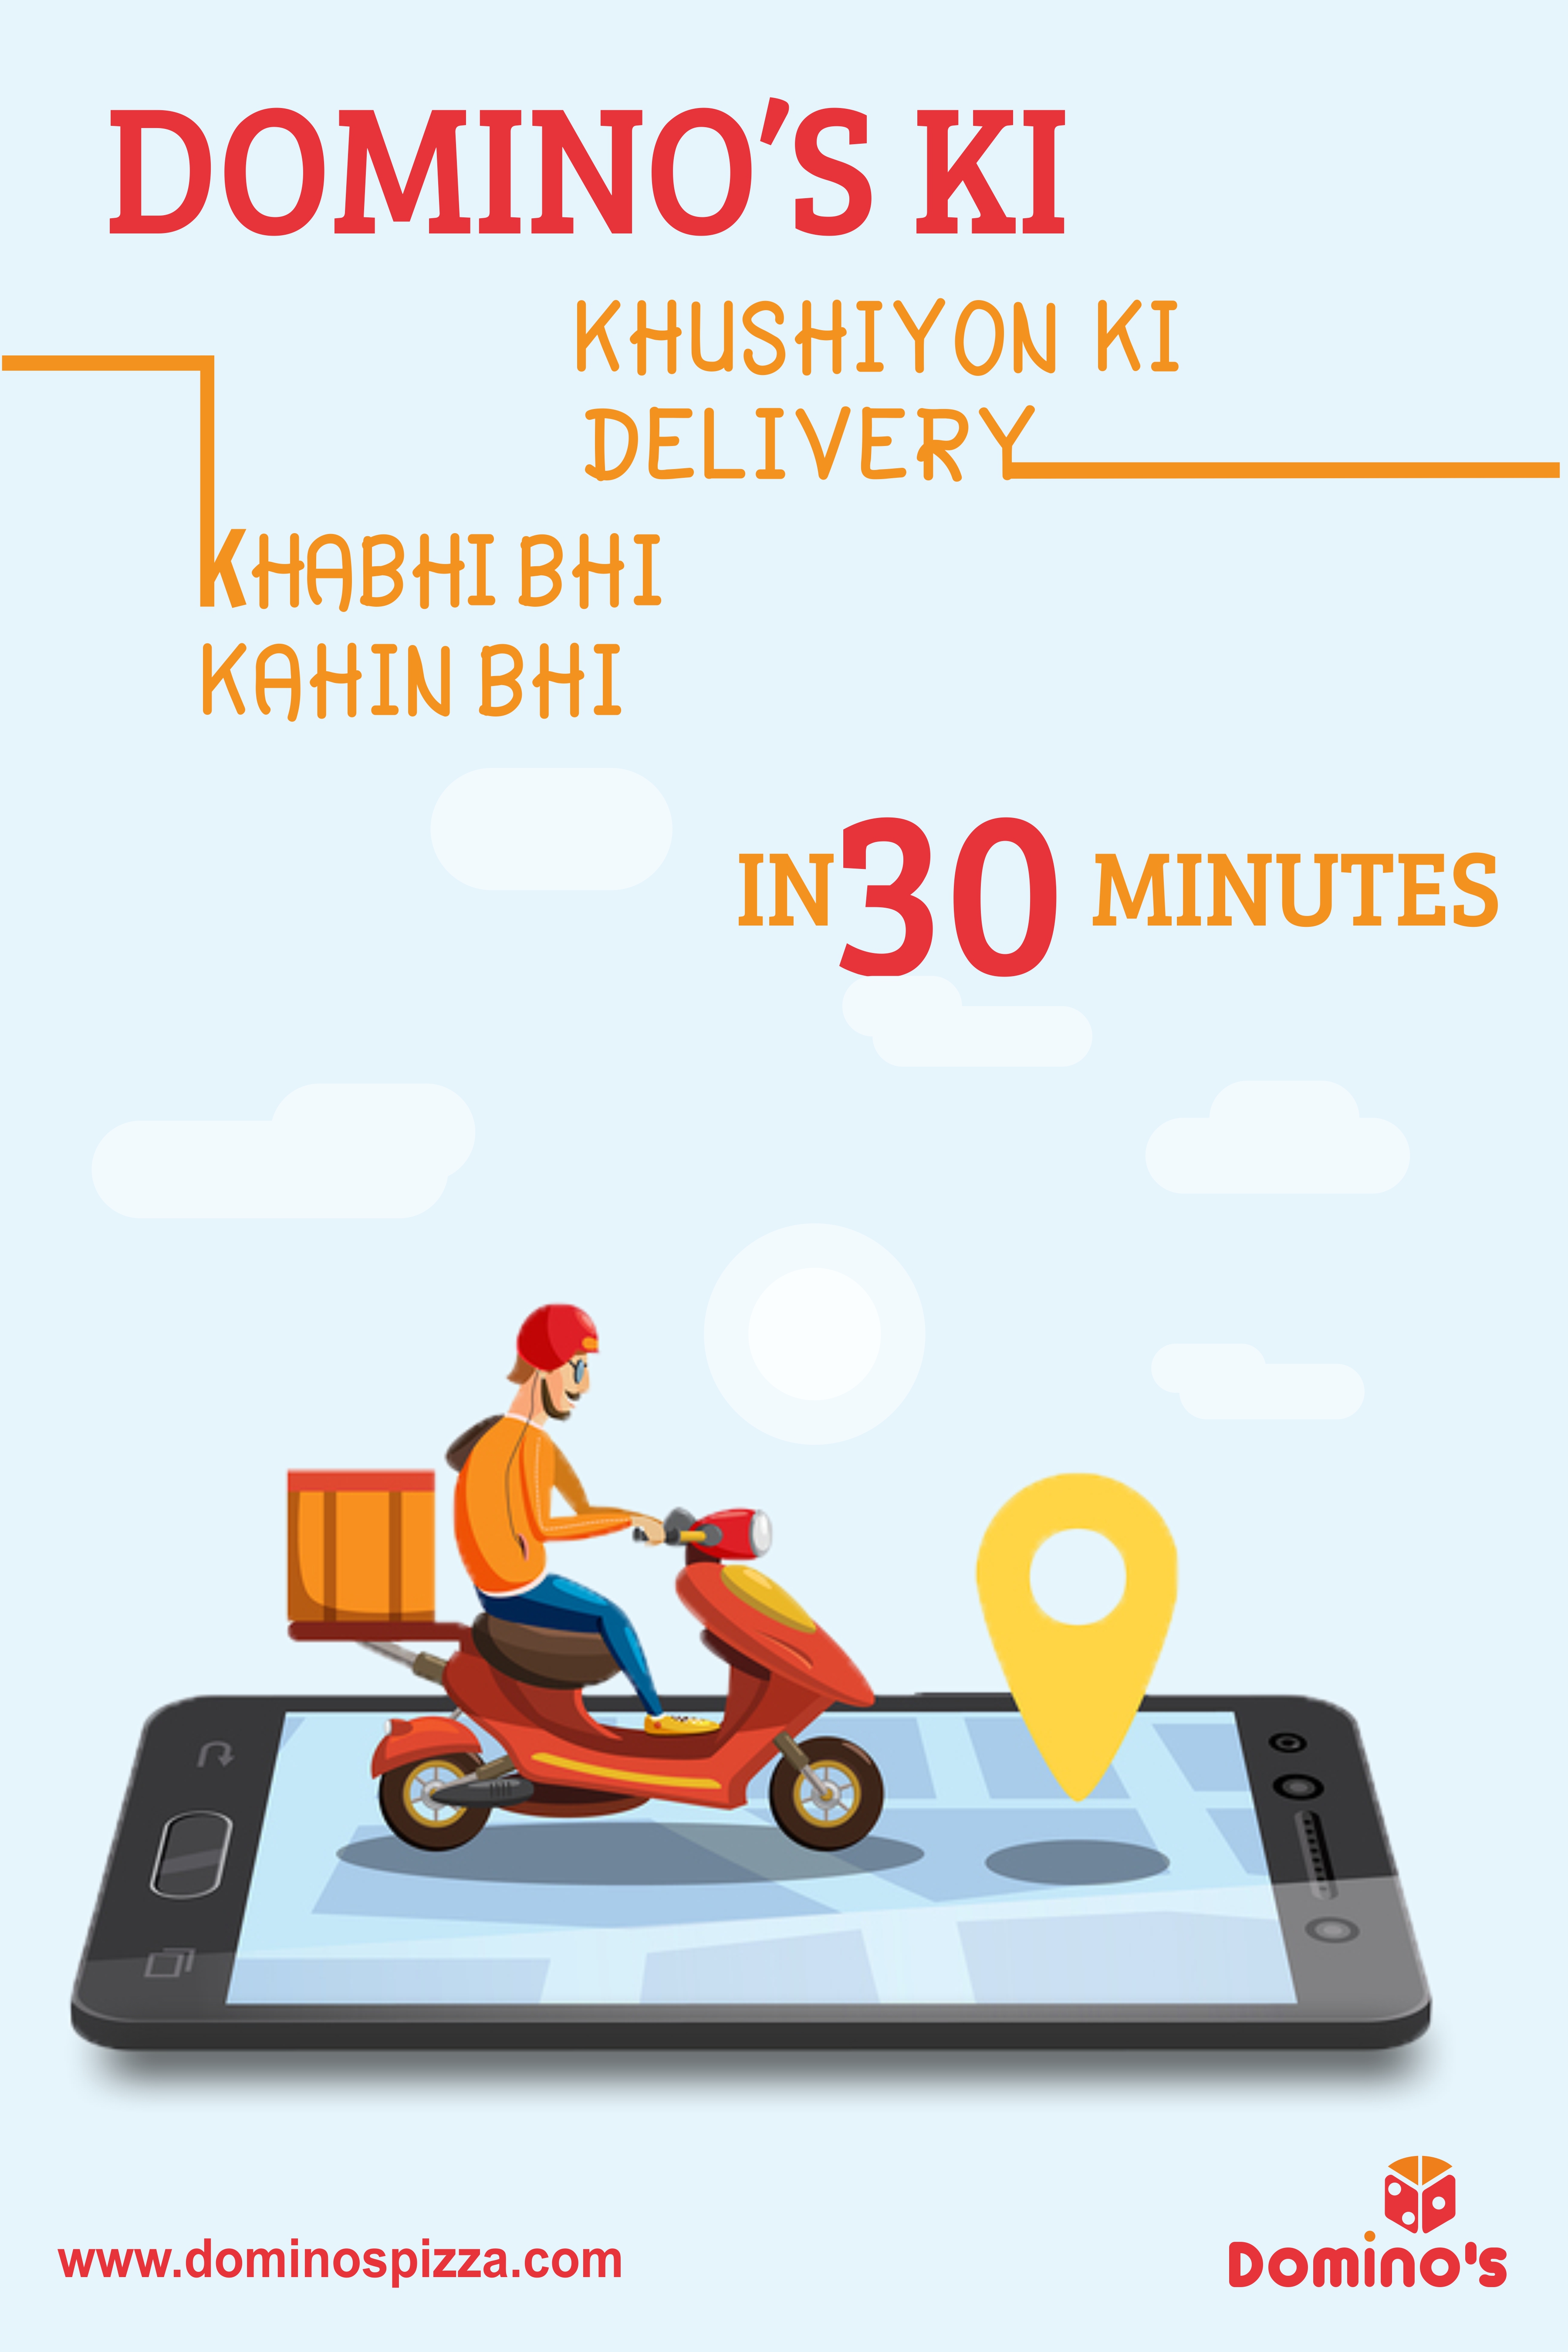 DOMINO'S KI
KHUSHIYON KI
DELIVERY
KHABHI BHI
KAHIN BHI
IN 30 MINUTES
www.dominospizza.com
Domino's